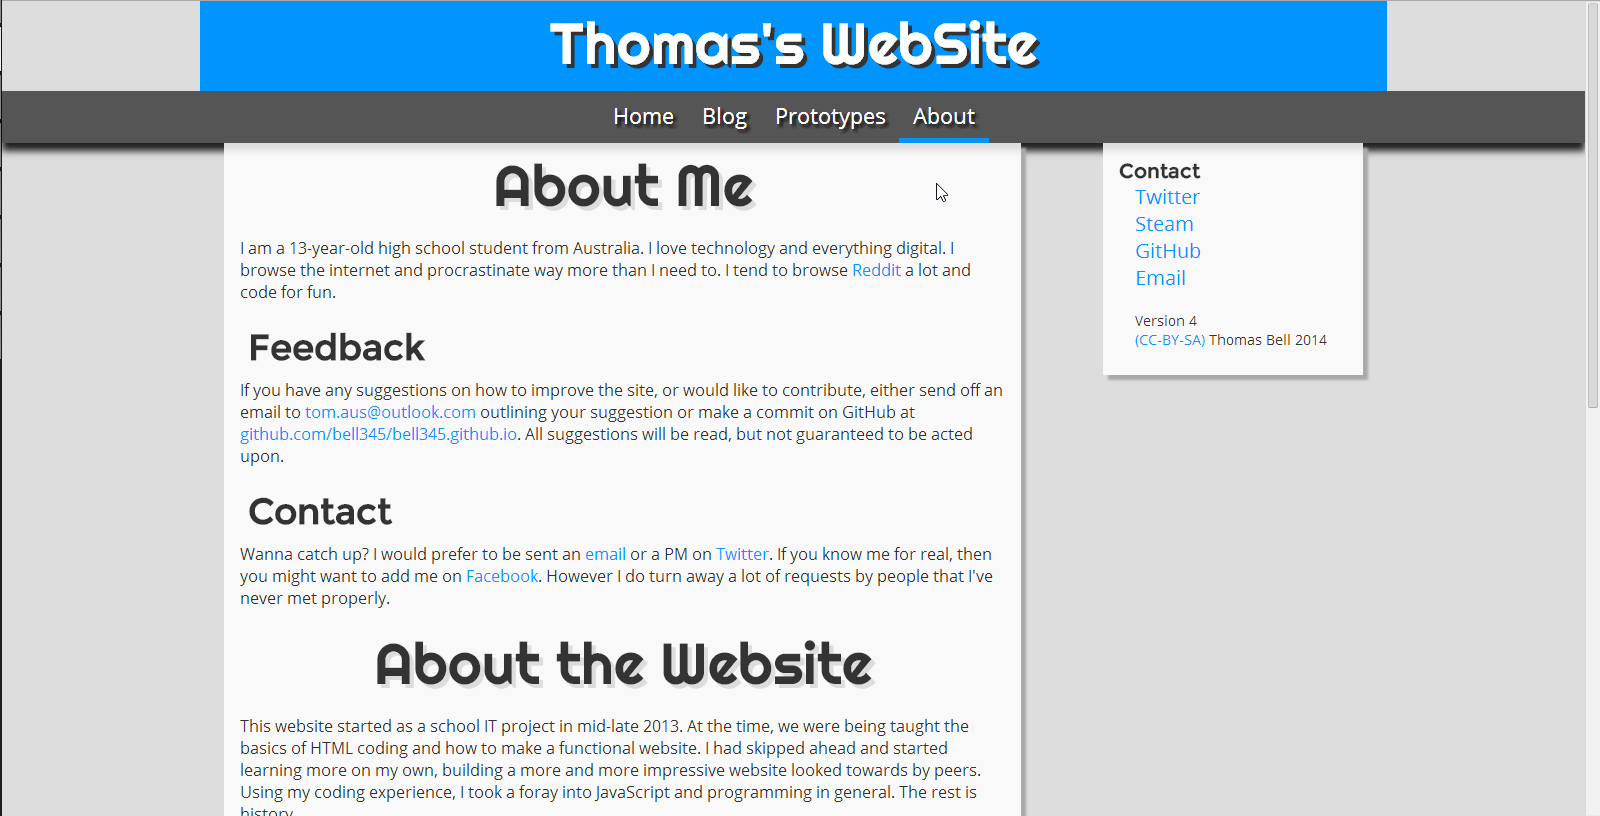 Thomas's WebSite
Home Blog Prototypes About
About Me
I am a 13-year-old high school student from Australia. I love technology and everything digital. I
browse the internet and procrastinate way more than I need to. I tend to browse Reddit a lot and
code for fun.
Feedback
If you have any suggestions on how to improve the site, or would like to contribute, either send off an
email to tom.aus@outlook.com outlining your suggestion or make a commit on GitHub at
github.com/bell345/bell345.github.io. All suggestions will be read, but not guaranteed to be acted
upon.
Contact
Wanna catch up? I would prefer to be sent an email or a PM on Twitter. If you know me for real, then
you might want to add me on Facebook. However I do turn away a lot of requests by people that I've
never met properly.
About the Website
This website started as a school IT project in mid-late 2013. At the time, we were being taught the
basics of HTML coding and how to make a functional website. I had skipped ahead and started
learning more on my own, building a more and more impressive website looked towards by peers.
Using my coding experience, I took a foray into JavaScript and programming in general. The rest is
history.
Contact
Twitter
Steam
GitHub
Email
Version 4
(CC-BY-SA) Thomas Bell 2014